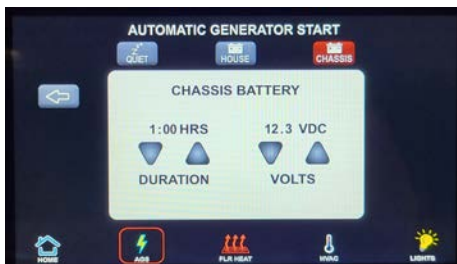 AUTOMATIC GENERATOR START
QUIET HOUSE CHASSIS
CHASSIS BATTERY
1:00 HRS 12.3 VDC
DURATION VOLTS
HOME AGS FLR HEAT HVAC LIGHTS